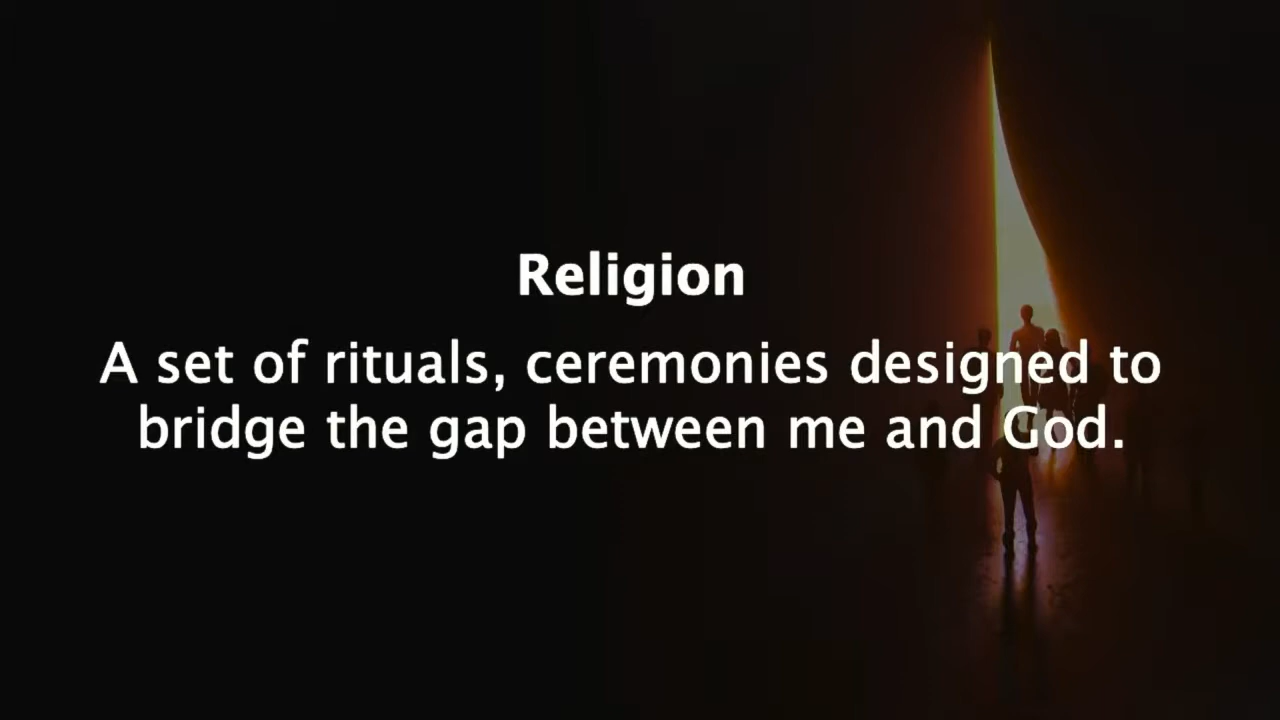 Religion
A set of rituals, ceremonies designed to
bridge the gap between me and God.